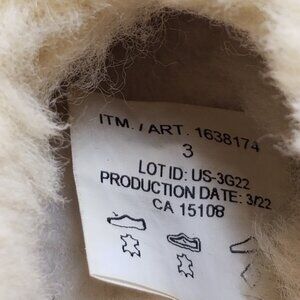 ITM. / ART. 1638174
3
LOT ID: US-3G22
PRODUCTION DATE: 3/22
CA 15108